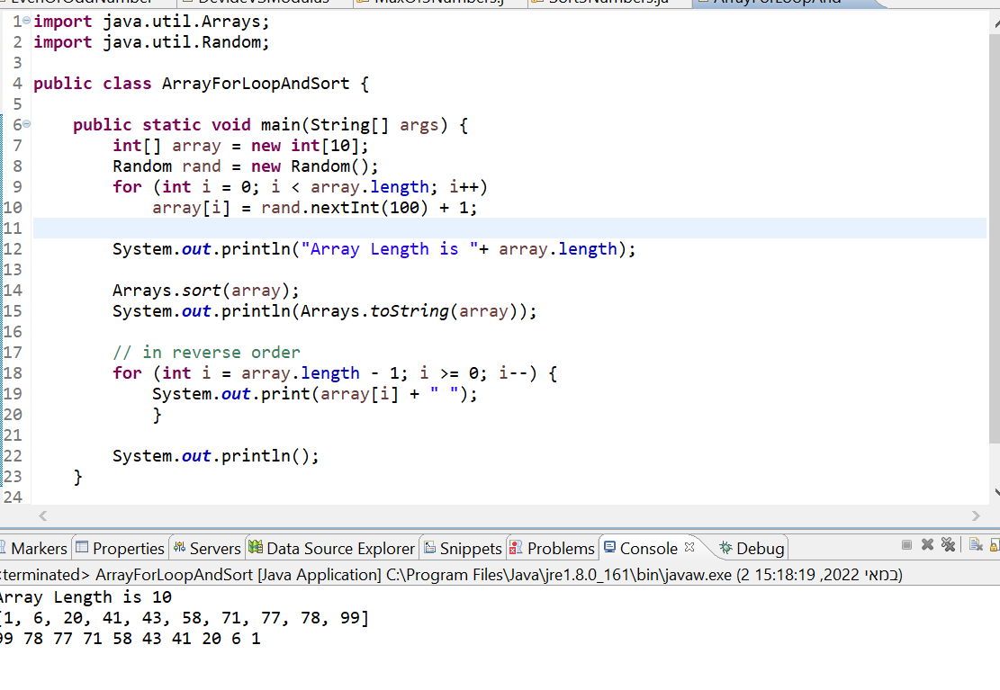 1 import java.util.Arrays;
2 import java.util.Random;
3
4 public class ArrayForLoopAndSort {
5
6 public static void main(String[] args) {
7 int[] array = new int[10];
8 Random rand = new Random();
9 for (int i = 0; i < array.length; i++)
10 array[i] = rand.nextInt(100) + 1;
11
12 System.out.println("Array Length is "+ array.length);
13
14 Arrays.sort(array);
15 System.out.println(Arrays.toString(array));
16
17 // in reverse order
18 for (int i = array.length - 1; i >= 0; i--) {
19 System.out.print(array[i] + " ");
20 }
21
22 System.out.println();
23 }
24
Markers Properties Servers Data Source Explorer Snippets Problems Console Debug
<terminated> ArrayForLoopAndSort [Java Application] C:\Program Files\Java\jre1.8.0_161\bin\javaw.exe (2 במאי 2022, 15:18:19)
Array Length is 10
[1, 6, 20, 41, 43, 58, 71, 77, 78, 99]
99 78 77 71 58 43 41 20 6 1